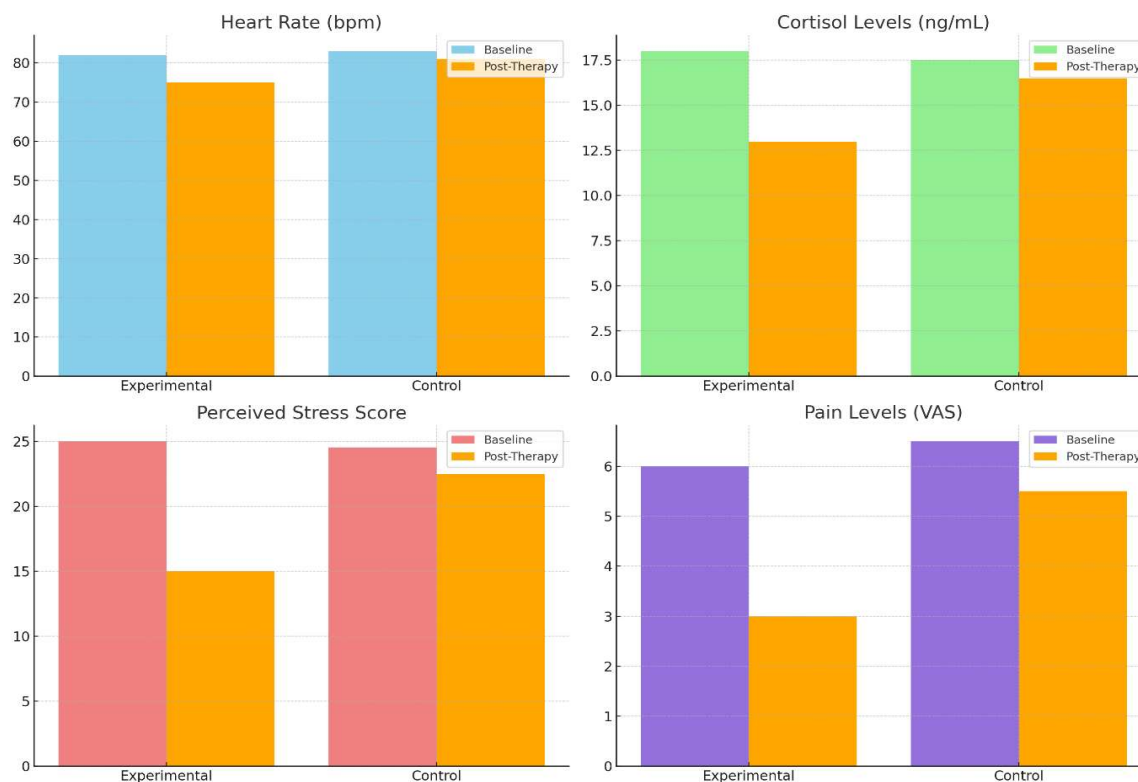 Heart Rate (bpm)
Baseline
Post-Therapy
80
70
60
50
40
30
20
10
0
Experimental
Control
Cortisol Levels (ng/mL)
Baseline
Post-Therapy
17.5
15.0
12.5
10.0
7.5
5.0
2.5
0.0
Experimental
Control
Perceived Stress Score
Baseline
Post-Therapy
25
20
15
10
5
0
Experimental
Control
Pain Levels (VAS)
Baseline
Post-Therapy
6
5
4
3
2
1
0
Experimental
Control